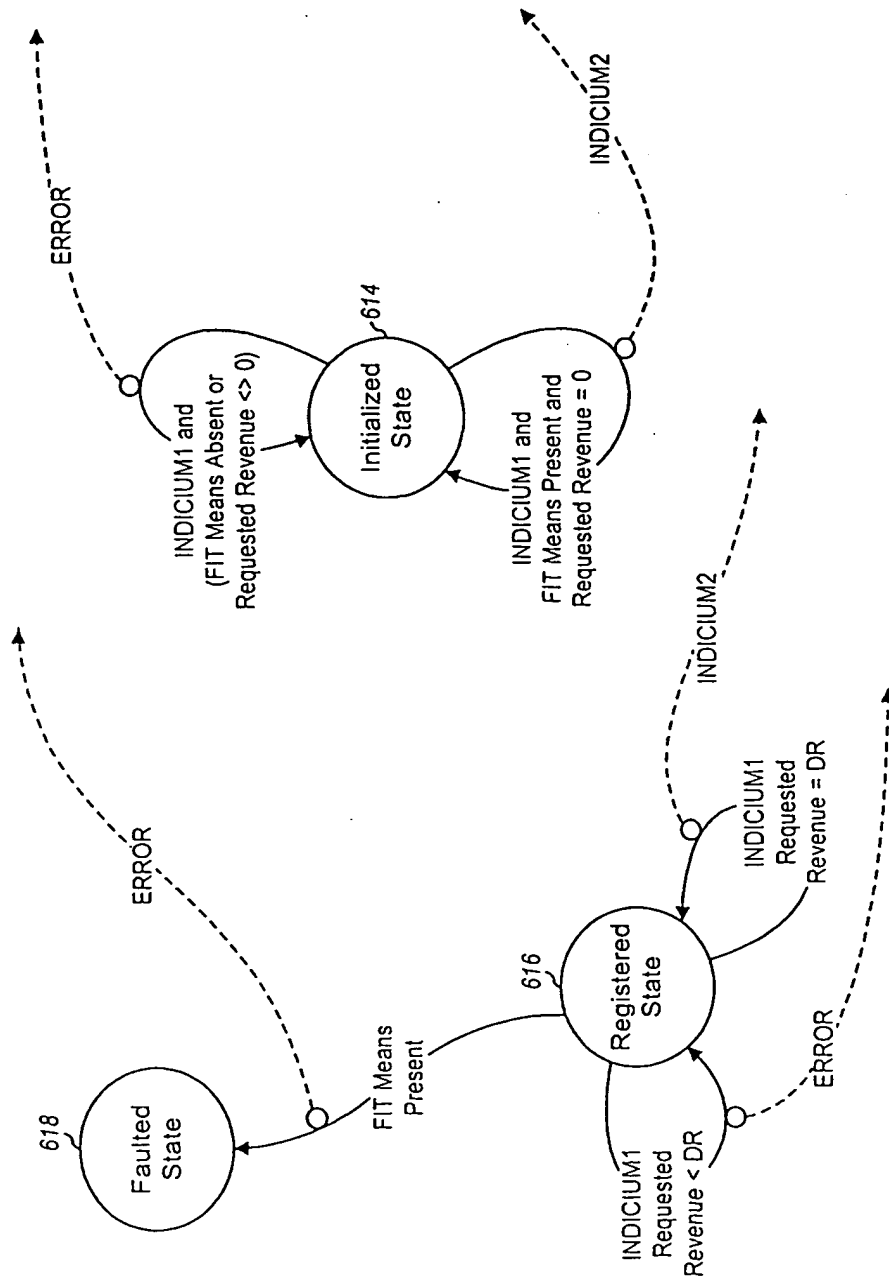 ERROR
INDICIUM1 and
(FIT Means Absent or
Requested Revenue <> 0)
614
Initialized
State
INDICIUM1 and
FIT Means Present and
Requested Revenue = 0
INDICIUM2
618
Faulted
State
ERROR
FIT Means
Present
616
Registered
State
INDICIUM1
Requested
Revenue < DR
ERROR
INDICIUM1
Requested
Revenue = DR
INDICIUM2